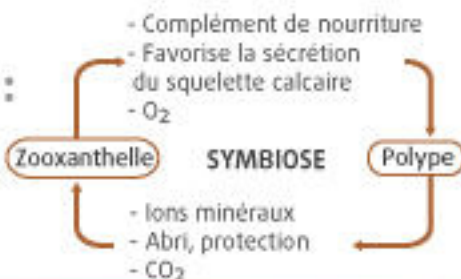 - Complément de nourriture
- Favorise la sécrétion
du squelette calcaire
- O₂
:
Zooxanthelle
SYMBIOSE
Polype
- Ions minéraux
- Abri, protection
- CO₂